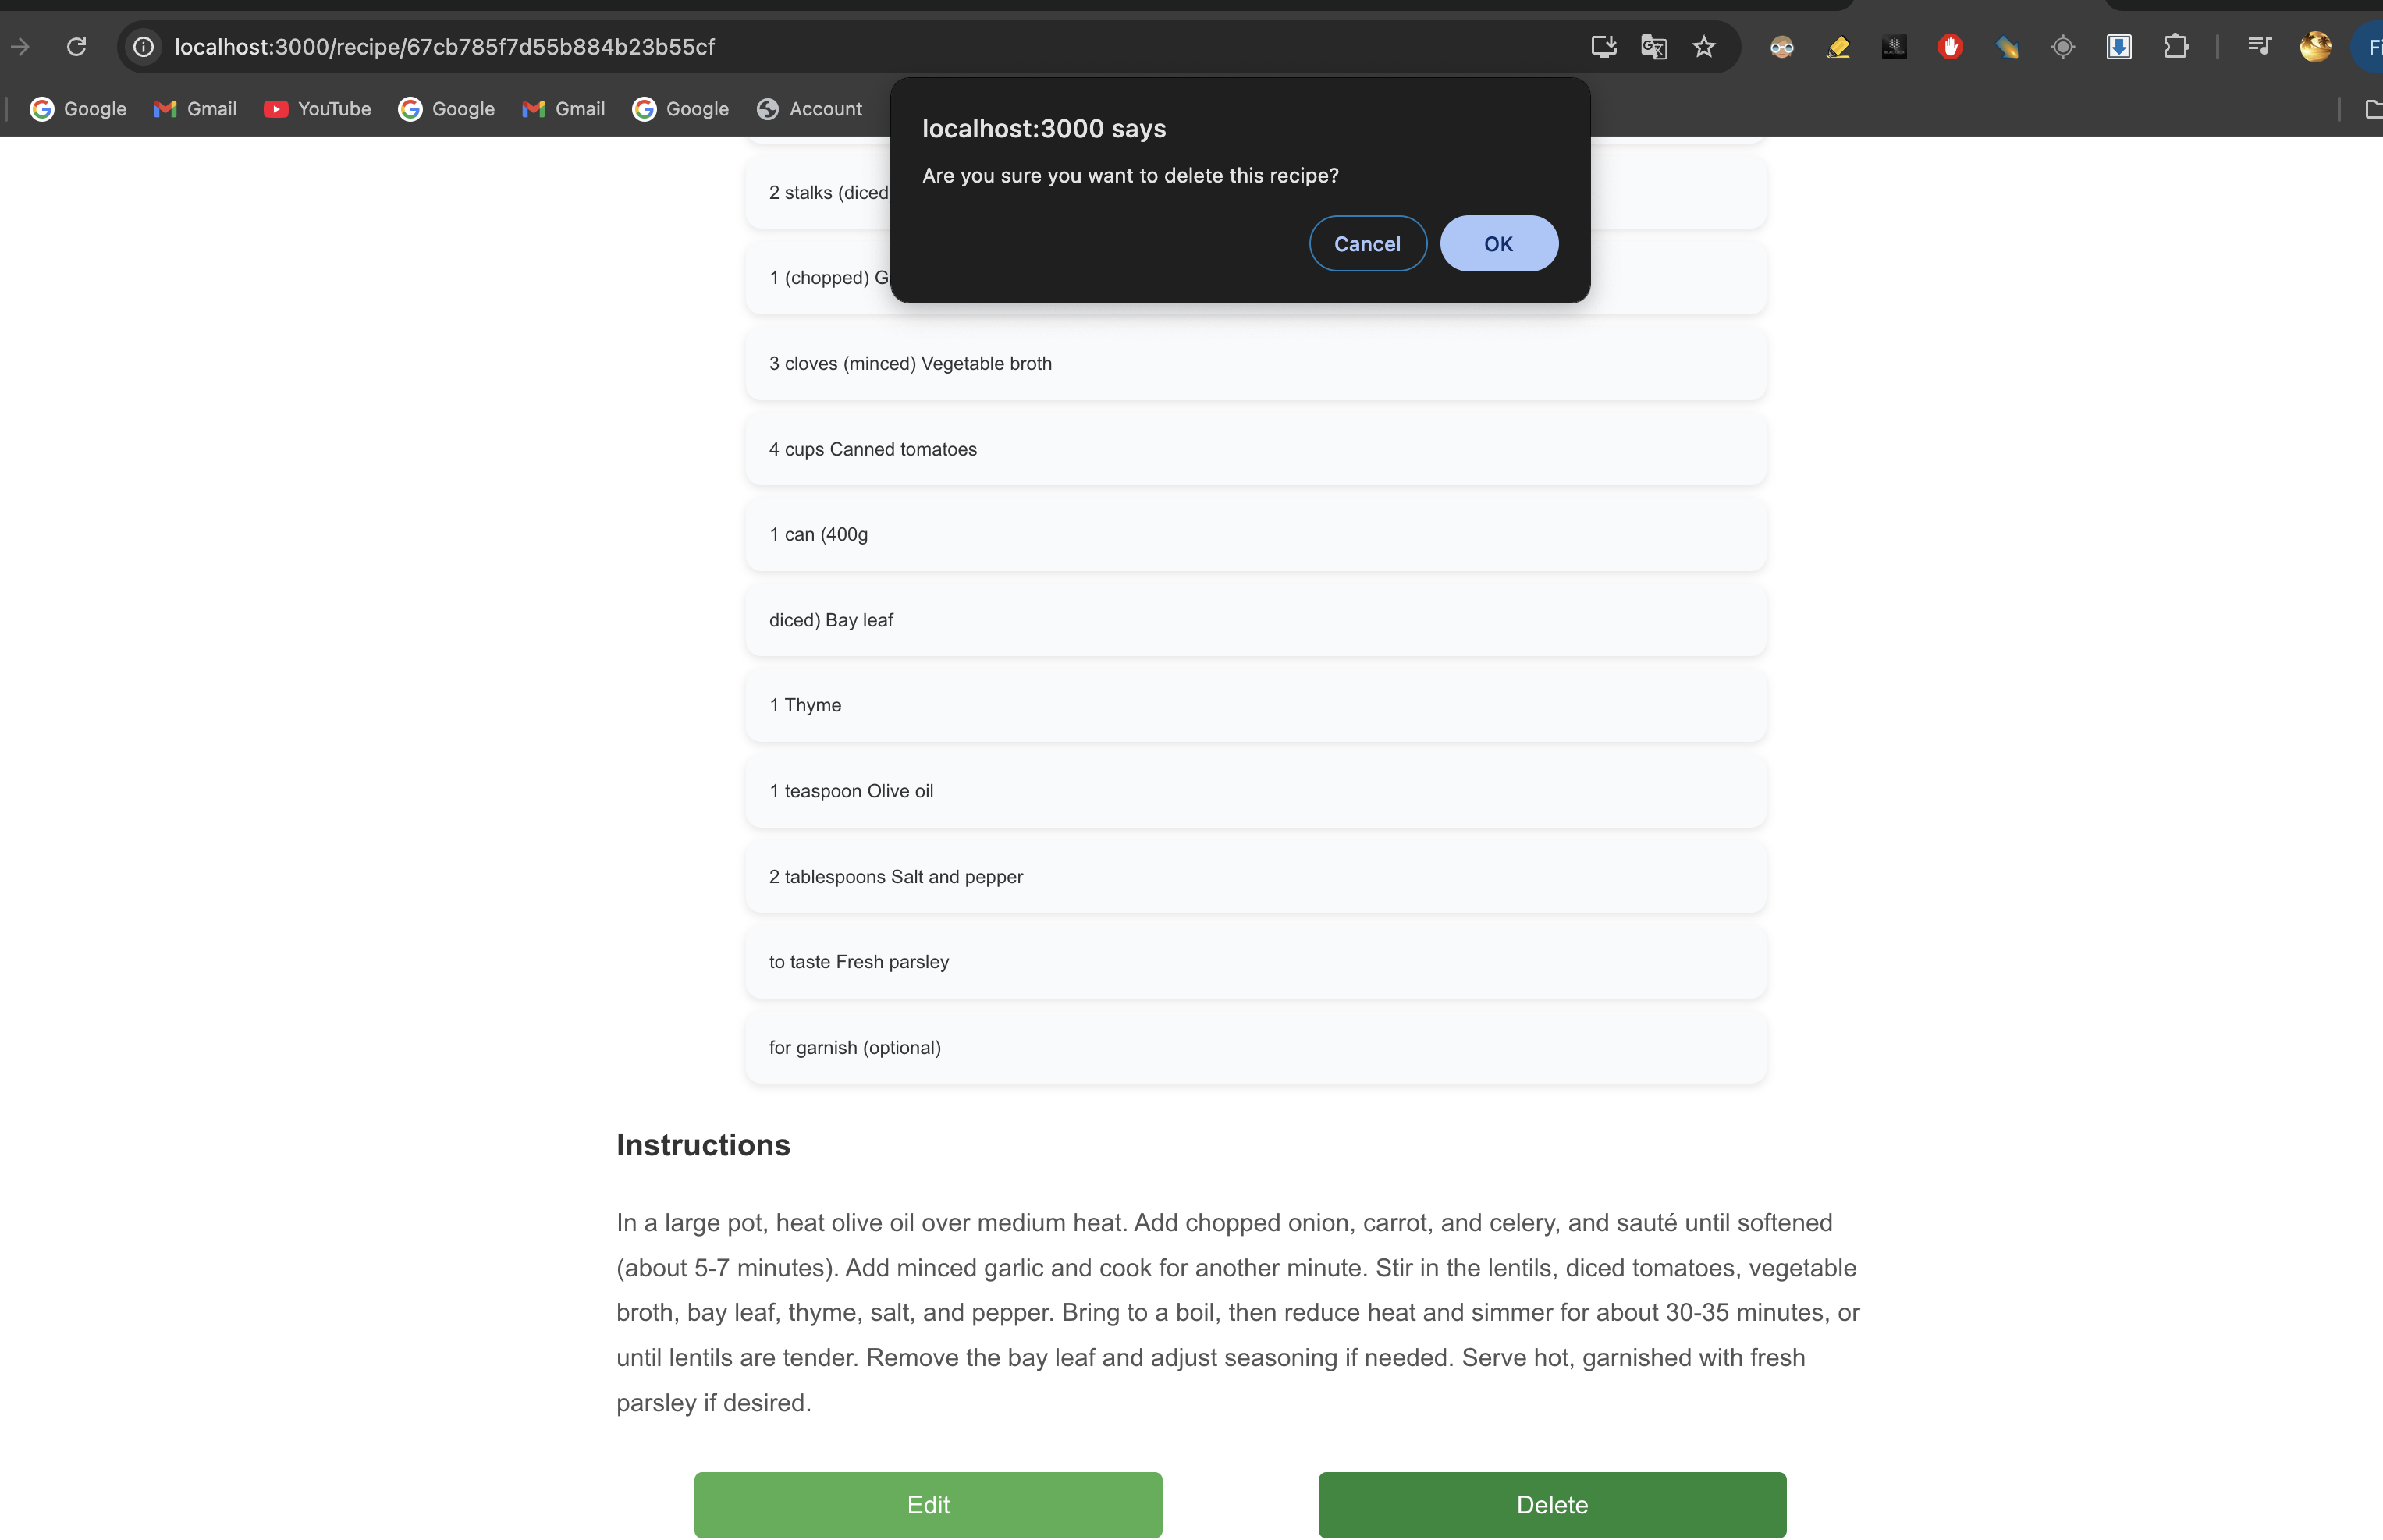 localhost:3000/recipe/67cb785f7d55b884b23b55cf
Google Gmail YouTube Google Gmail Google Account
localhost:3000 says
Are you sure you want to delete this recipe?
Cancel OK
2 stalks (diced
1 (chopped)
3 cloves (minced) Vegetable broth
4 cups Canned tomatoes
1 can (400g
diced) Bay leaf
1 Thyme
1 teaspoon Olive oil
2 tablespoons Salt and pepper
to taste Fresh parsley
for garnish (optional)
Instructions
In a large pot, heat olive oil over medium heat. Add chopped onion, carrot, and celery, and sauté until softened
(about 5-7 minutes). Add minced garlic and cook for another minute. Stir in the lentils, diced tomatoes, vegetable
broth, bay leaf, thyme, salt, and pepper. Bring to a boil, then reduce heat and simmer for about 30-35 minutes, or
until lentils are tender. Remove the bay leaf and adjust seasoning if needed. Serve hot, garnished with fresh
parsley if desired.
Edit Delete